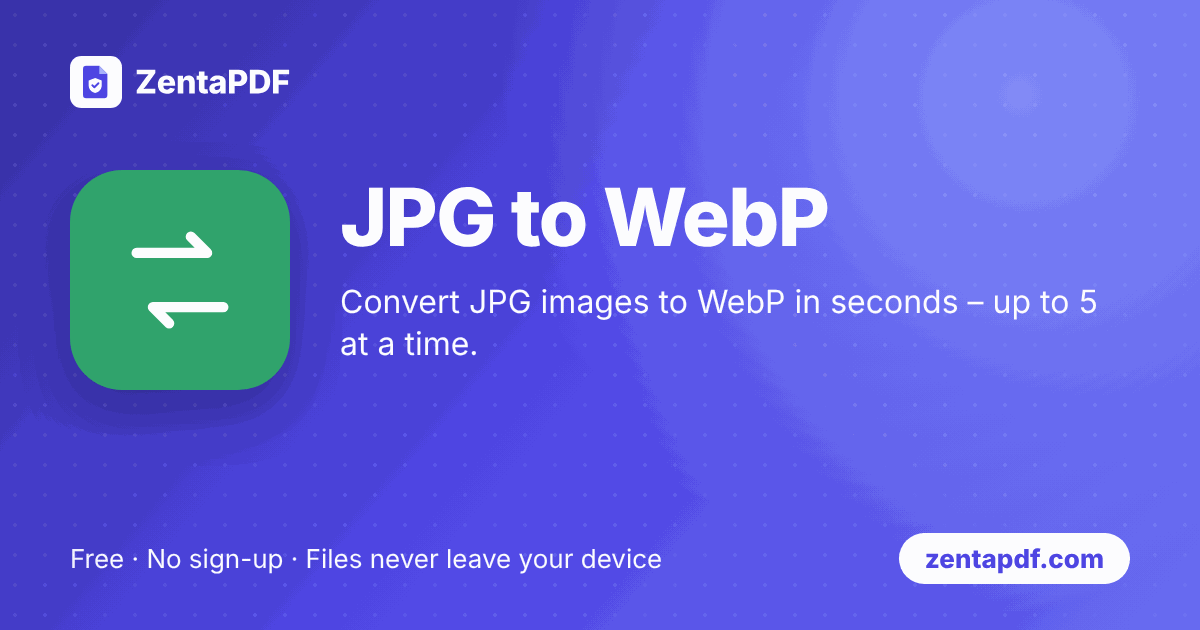 ZentaPDF
JPG to WebP
Convert JPG images to WebP in seconds – up to 5
at a time.
Free · No sign-up · Files never leave your device
zentapdf.com